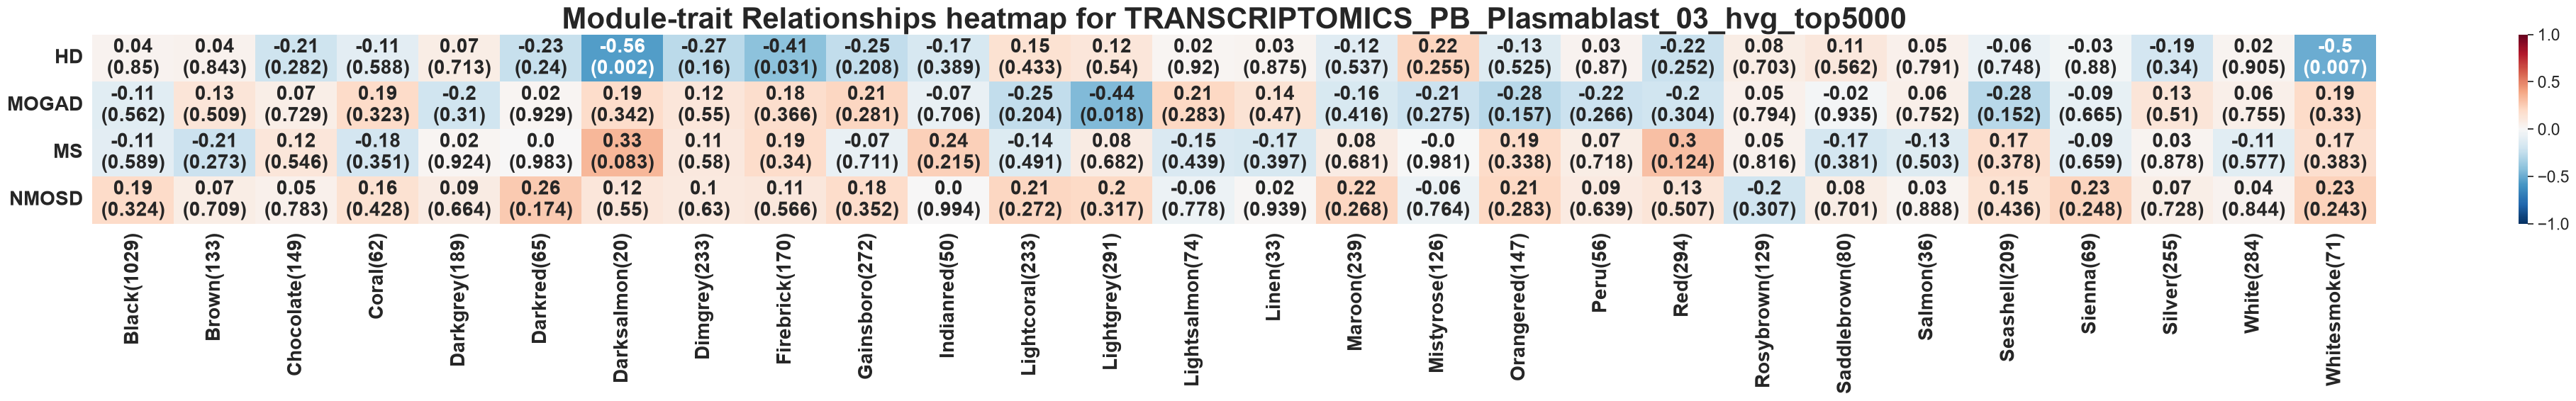 Module-trait Relationships heatmap for TRANSCRIPTOMICS_PB_Plasmablast_03_hvg_top5000
HD 0.04 0.04 -0.21 -0.11 0.07 -0.23 -0.56 -0.27 -0.41 -0.25 -0.17 0.15 0.12 0.02 0.03 -0.12 0.22 -0.13 0.03 -0.22 0.08 0.11 0.05 -0.06 -0.03 -0.19 0.02 -0.5
(0.85) (0.843) (0.282) (0.588) (0.713) (0.24) (0.002) (0.16) (0.031) (0.208) (0.389) (0.433) (0.54) (0.92) (0.875) (0.537) (0.255) (0.525) (0.87) (0.252) (0.703) (0.562) (0.791) (0.748) (0.88) (0.34) (0.905) (0.007)
MOGAD -0.11 0.13 0.07 0.19 -0.2 0.02 0.19 0.12 0.18 0.21 -0.07 -0.25 -0.44 0.21 0.14 -0.16 -0.21 -0.28 -0.22 -0.2 0.05 -0.02 0.06 -0.28 -0.09 0.13 0.06 0.19
(0.562) (0.509) (0.729) (0.323) (0.31) (0.929) (0.342) (0.55) (0.366) (0.281) (0.706) (0.204) (0.018) (0.283) (0.47) (0.416) (0.275) (0.157) (0.266) (0.304) (0.794) (0.935) (0.752) (0.152) (0.665) (0.51) (0.755) (0.33)
MS -0.11 -0.21 0.12 -0.18 0.02 0.0 0.33 0.11 0.19 -0.07 0.24 -0.14 0.08 -0.15 -0.17 0.08 -0.0 0.19 0.07 0.3 0.05 -0.17 -0.13 0.17 -0.09 0.03 -0.11 0.17
(0.589) (0.273) (0.546) (0.351) (0.924) (0.983) (0.083) (0.58) (0.34) (0.711) (0.215) (0.491) (0.682) (0.439) (0.397) (0.681) (0.981) (0.338) (0.718) (0.124) (0.816) (0.381) (0.503) (0.378) (0.659) (0.878) (0.577) (0.383)
NMOSD 0.19 0.07 0.05 0.16 0.09 0.26 0.12 0.1 0.11 0.18 0.0 0.21 0.2 -0.06 0.02 0.22 -0.06 0.21 0.09 0.13 -0.2 0.08 0.03 0.15 0.23 0.07 0.04 0.23
(0.324) (0.709) (0.783) (0.428) (0.664) (0.174) (0.55) (0.63) (0.566) (0.352) (0.994) (0.272) (0.317) (0.778) (0.939) (0.268) (0.764) (0.283) (0.639) (0.507) (0.307) (0.701) (0.888) (0.436) (0.248) (0.728) (0.844) (0.243)
Black(1029)
Brown(133)
Chocolate(149)
Coral(62)
Darkgrey(189)
Darkred(65)
Darksalmon(20)
Dimgrey(233)
Firebrick(170)
Gainsboro(272)
Indianred(50)
Lightcoral(233)
Lightgrey(291)
Lightsalmon(74)
Linen(33)
Maroon(239)
Mistyrose(126)
Orangered(147)
Peru(56)
Red(294)
Rosybrown(129)
Saddlebrown(80)
Salmon(36)
Seashell(209)
Sienna(69)
Silver(255)
White(284)
Whitesmoke(71)
1.0
0.5
0.0
−0.5
−1.0